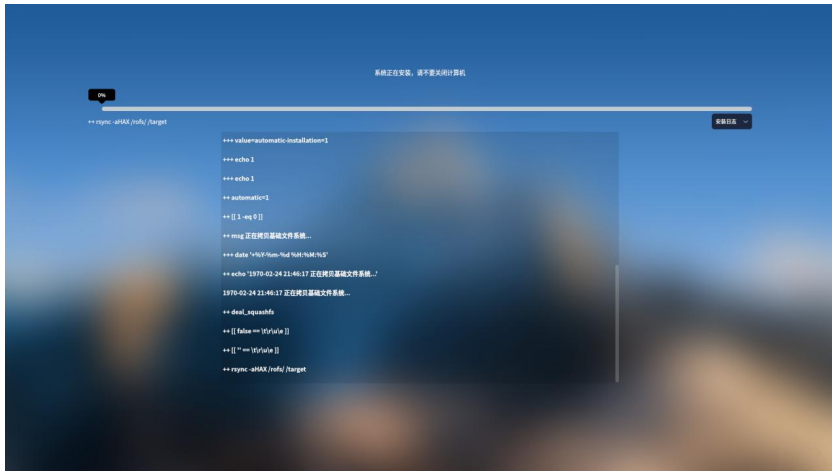 系统正在安装，请不要关闭计算机
0%
++ rsync -aHAX /rofs/ /target
安装日志
+++ value=automatic-installation=1
+++ echo 1
+++ echo 1
++ automatic=1
++ [[ 1 -eq 0 ]]
++ msg 正在拷贝基础文件系统...
+++ date '+%Y-%m-%d %H:%M:%S'
++ echo '1970-02-24 21:46:17 正在拷贝基础文件系统...'
1970-02-24 21:46:17 正在拷贝基础文件系统...
++ deal_squashfs
++ [[ false == \t\r\u\e ]]
++ [[ '' == \t\r\u\e ]]
++ rsync -aHAX /rofs/ /target